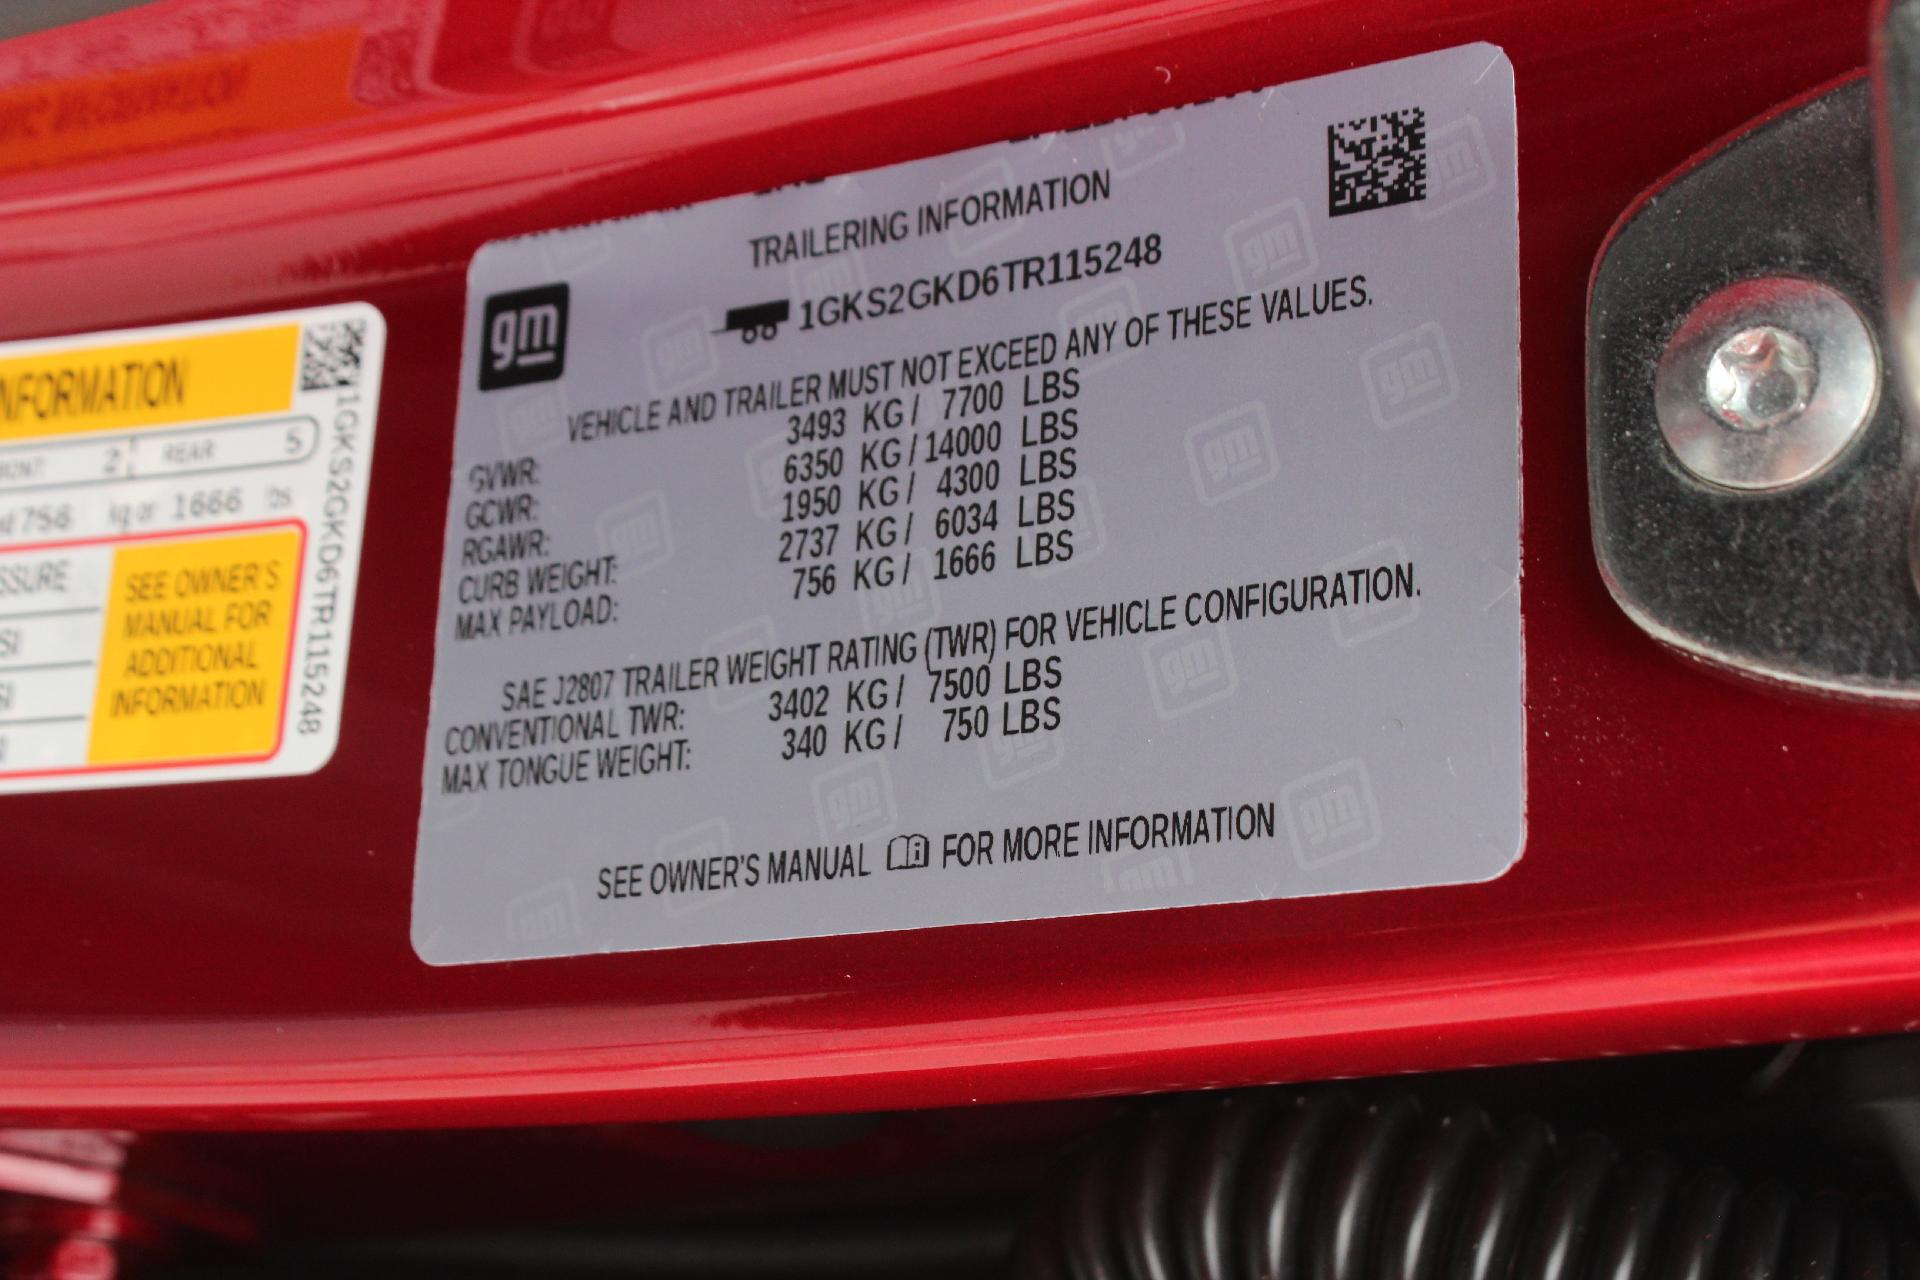 TRAILERING INFORMATION
gm
1GKS2GKD6TR115248
VEHICLE AND TRAILER MUST NOT EXCEED ANY OF THESE VALUES.
GVWR: 3493 KG / 7700 LBS
GCWR: 6350 KG / 14000 LBS
RGAWR: 1950 KG / 4300 LBS
CURB WEIGHT: 2737 KG / 6034 LBS
MAX PAYLOAD: 756 KG / 1666 LBS
SAE J2807 TRAILER WEIGHT RATING (TWR) FOR VEHICLE CONFIGURATION.
CONVENTIONAL TWR: 3402 KG / 7500 LBS
MAX TONGUE WEIGHT: 340 KG / 750 LBS
SEE OWNER'S MANUAL FOR MORE INFORMATION
REAR 5
756 kg or 1666 lbs
SEE OWNER'S
MANUAL FOR
ADDITIONAL
INFORMATION
1GKS2GKD6TR115248